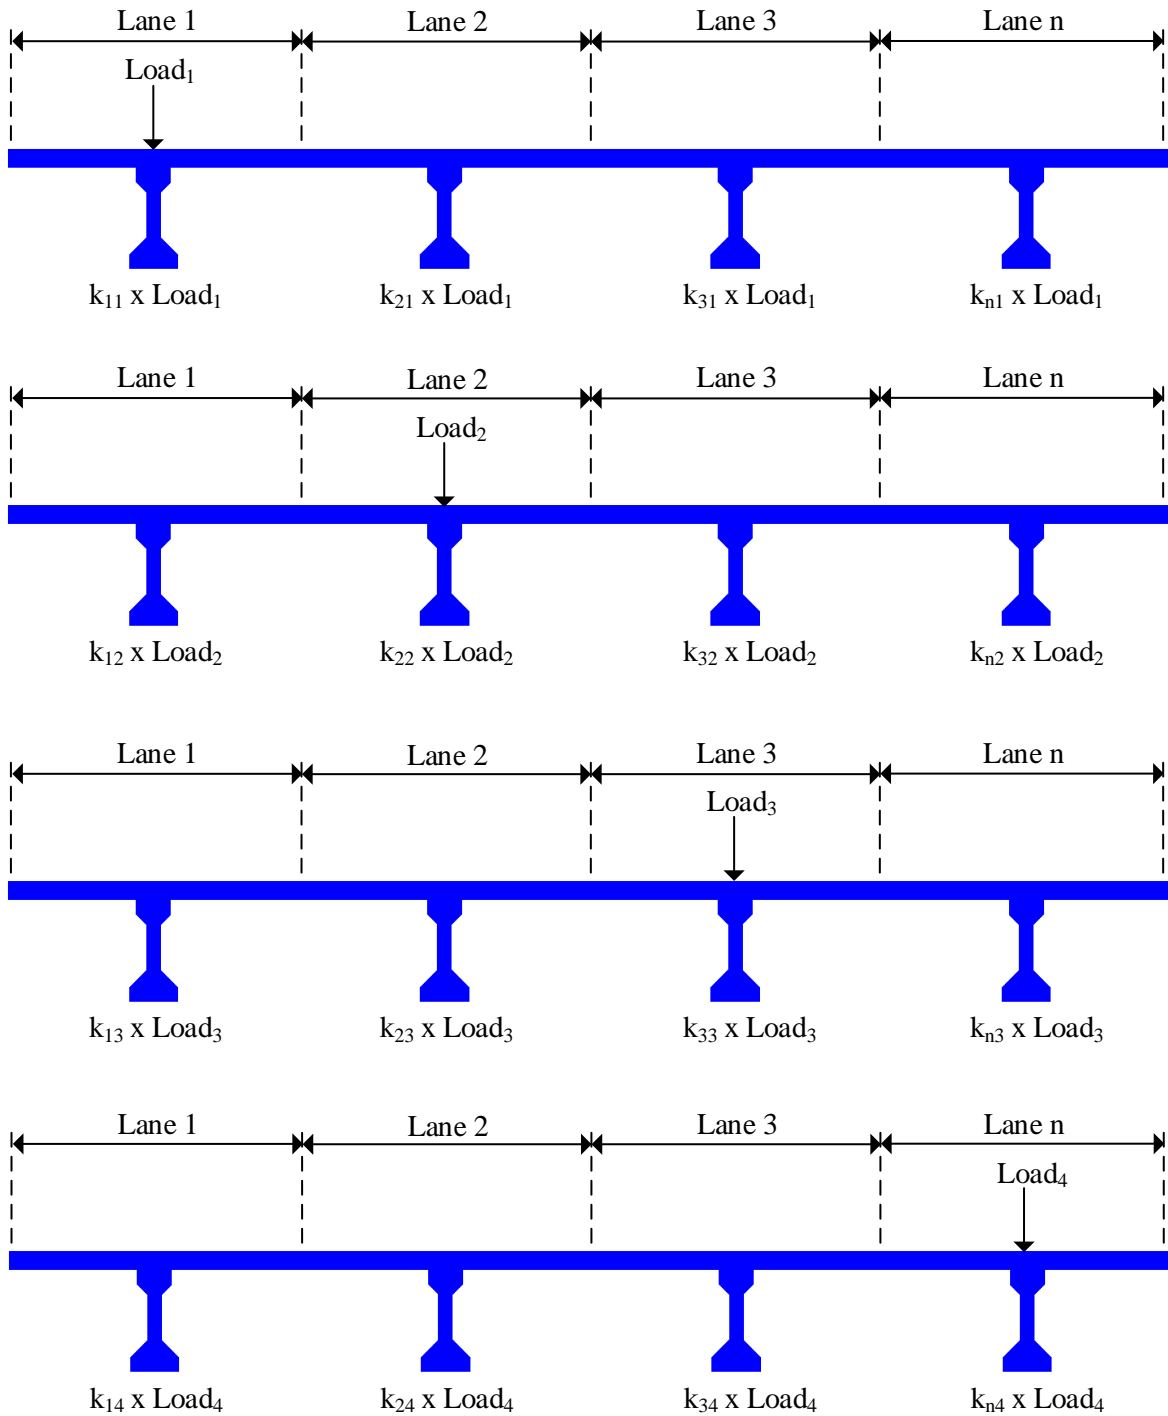 Lane 1 Lane 2 Lane 3 Lane n
Load₁
k₁₁ x Load₁ k₂₁ x Load₁ k₃₁ x Load₁ kₙ₁ x Load₁
Lane 1 Lane 2 Lane 3 Lane n
Load₂
k₁₂ x Load₂ k₂₂ x Load₂ k₃₂ x Load₂ kₙ₂ x Load₂
Lane 1 Lane 2 Lane 3 Lane n
Load₃
k₁₃ x Load₃ k₂₃ x Load₃ k₃₃ x Load₃ kₙ₃ x Load₃
Lane 1 Lane 2 Lane 3 Lane n
Load₄
k₁₄ x Load₄ k₂₄ x Load₄ k₃₄ x Load₄ kₙ₄ x Load₄